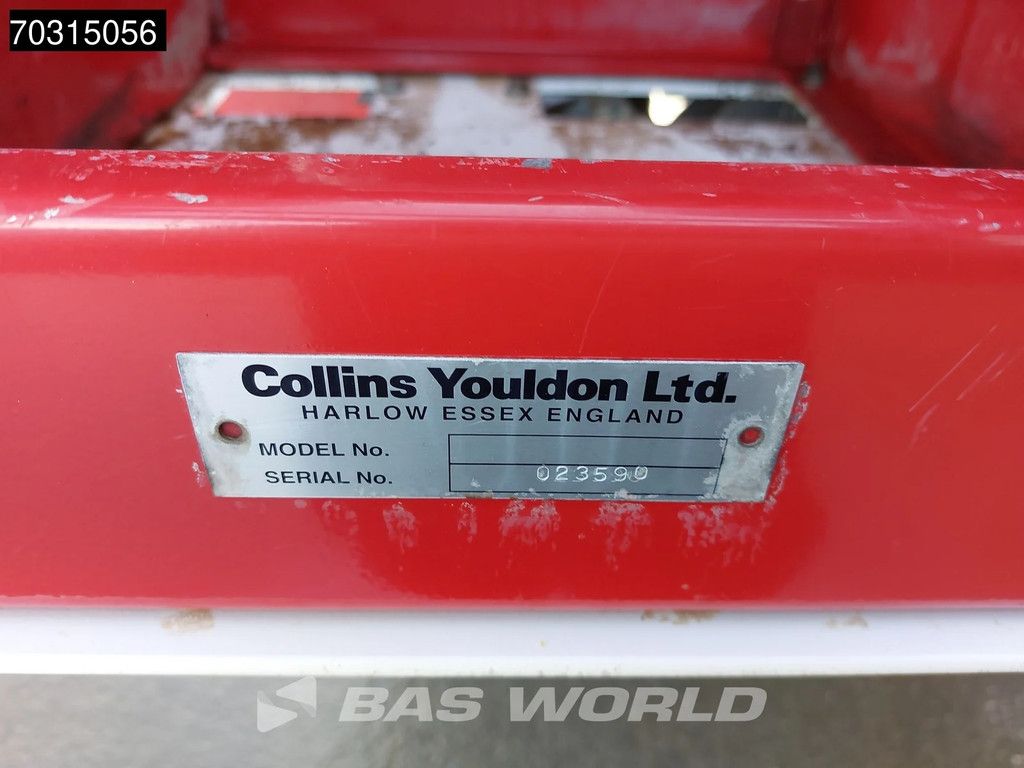 70315056
Collins Youldon Ltd.
HARLOW ESSEX ENGLAND
MODEL No.
SERIAL No. 023590
BAS WORLD